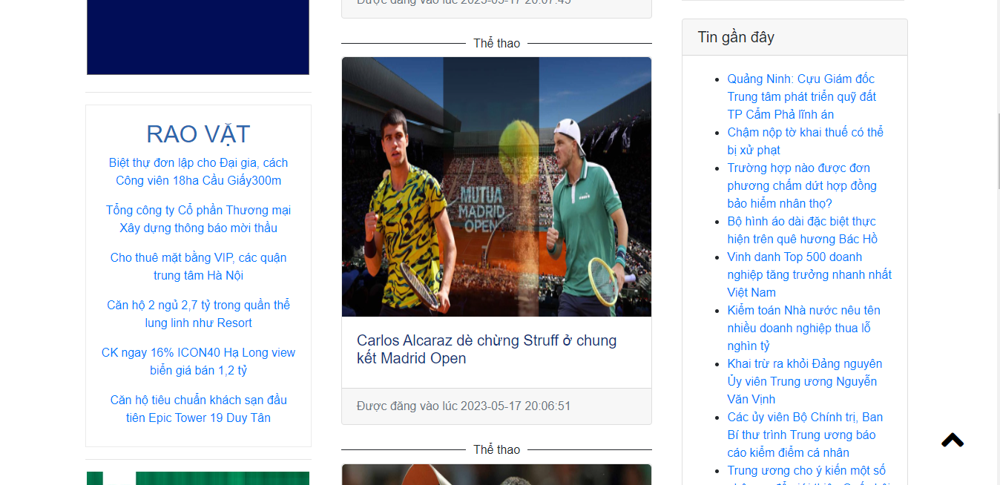 RAO VẶT
Biệt thự đơn lập cho Đại gia, cách
Công viên 18ha Cầu Giấy300m
Tổng công ty Cổ phần Thương mại
Xây dựng thông báo mời thầu
Cho thuê mặt bằng VIP, các quận
trung tâm Hà Nội
Căn hộ 2 ngủ 2,7 tỷ trong quần thể
lung linh như Resort
CK ngay 16% ICON40 Hạ Long view
biển giá bán 1,2 tỷ
Căn hộ tiêu chuẩn khách sạn đầu
tiên Epic Tower 19 Duy Tân
Được đăng vào lúc 2023-05-17 20:07:45
Thể thao
MUTUA
MADRID
OPEN
Carlos Alcaraz dè chừng Struff ở chung
kết Madrid Open
Được đăng vào lúc 2023-05-17 20:06:51
Thể thao
Tin gần đây
Quảng Ninh: Cựu Giám đốc
Trung tâm phát triển quỹ đất
TP Cẩm Phả lĩnh án
Chậm nộp tờ khai thuế có thể
bị xử phạt
Trường hợp nào được đơn
phương chấm dứt hợp đồng
bảo hiểm nhân thọ?
Bộ hình áo dài đặc biệt thực
hiện trên quê hương Bác Hồ
Vinh danh Top 500 doanh
nghiệp tăng trưởng nhanh nhất
Việt Nam
Kiểm toán Nhà nước nêu tên
nhiều doanh nghiệp thua lỗ
nghìn tỷ
Khai trừ ra khỏi Đảng nguyên
Ủy viên Trung ương Nguyễn
Văn Vịnh
Các ủy viên Bộ Chính trị, Ban
Bí thư trình Trung ương báo
cáo kiểm điểm cá nhân
Trung ương cho ý kiến một số